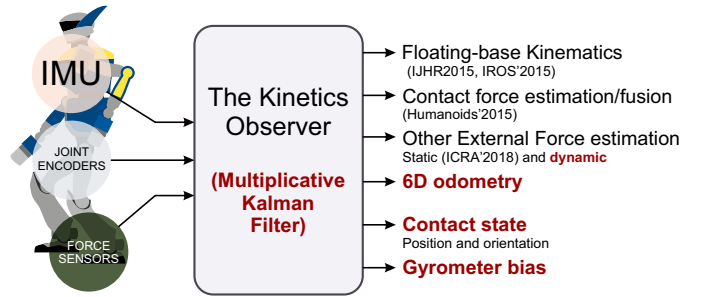 IMU
JOINT
ENCODERS
FORCE
SENSORS
The Kinetics
Observer
(Multiplicative
Kalman
Filter)
Floating-base Kinematics
(IJHR2015, IROS'2015)
Contact force estimation/fusion
(Humanoids'2015)
Other External Force estimation
Static (ICRA'2018) and dynamic
6D odometry
Contact state
Position and orientation
Gyrometer bias